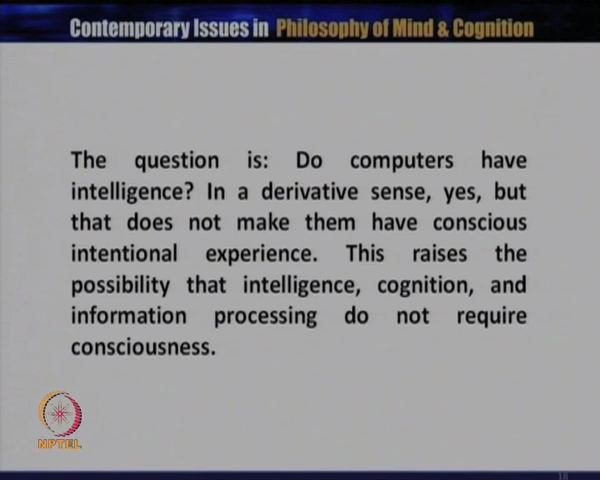 Contemporary Issues in Philosophy of Mind & Cognition
The question is: Do computers have
intelligence? In a derivative sense, yes, but
that does not make them have conscious
intentional experience. This raises the
possibility that intelligence, cognition, and
information processing do not require
consciousness.
NPTEL
18